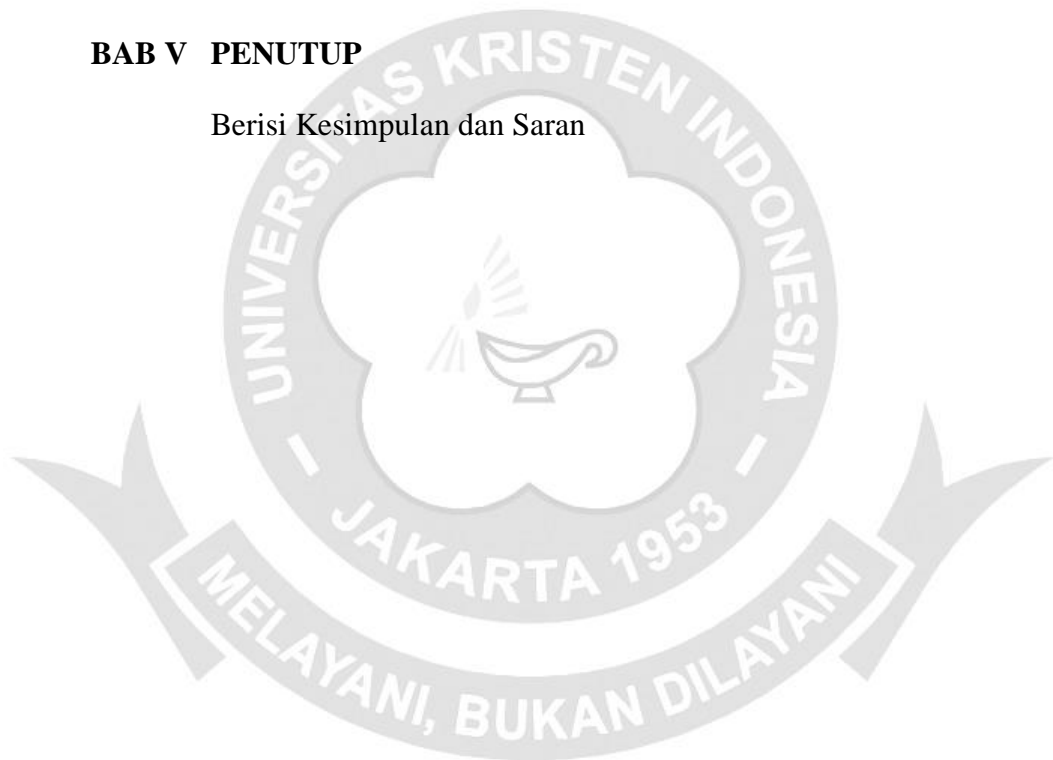 BAB V PENUTUP
Berisi Kesimpulan dan Saran
UNIVERSITAS KRISTEN INDONESIA
JAKARTA 1953
MELAYANI, BUKAN DILAYANI